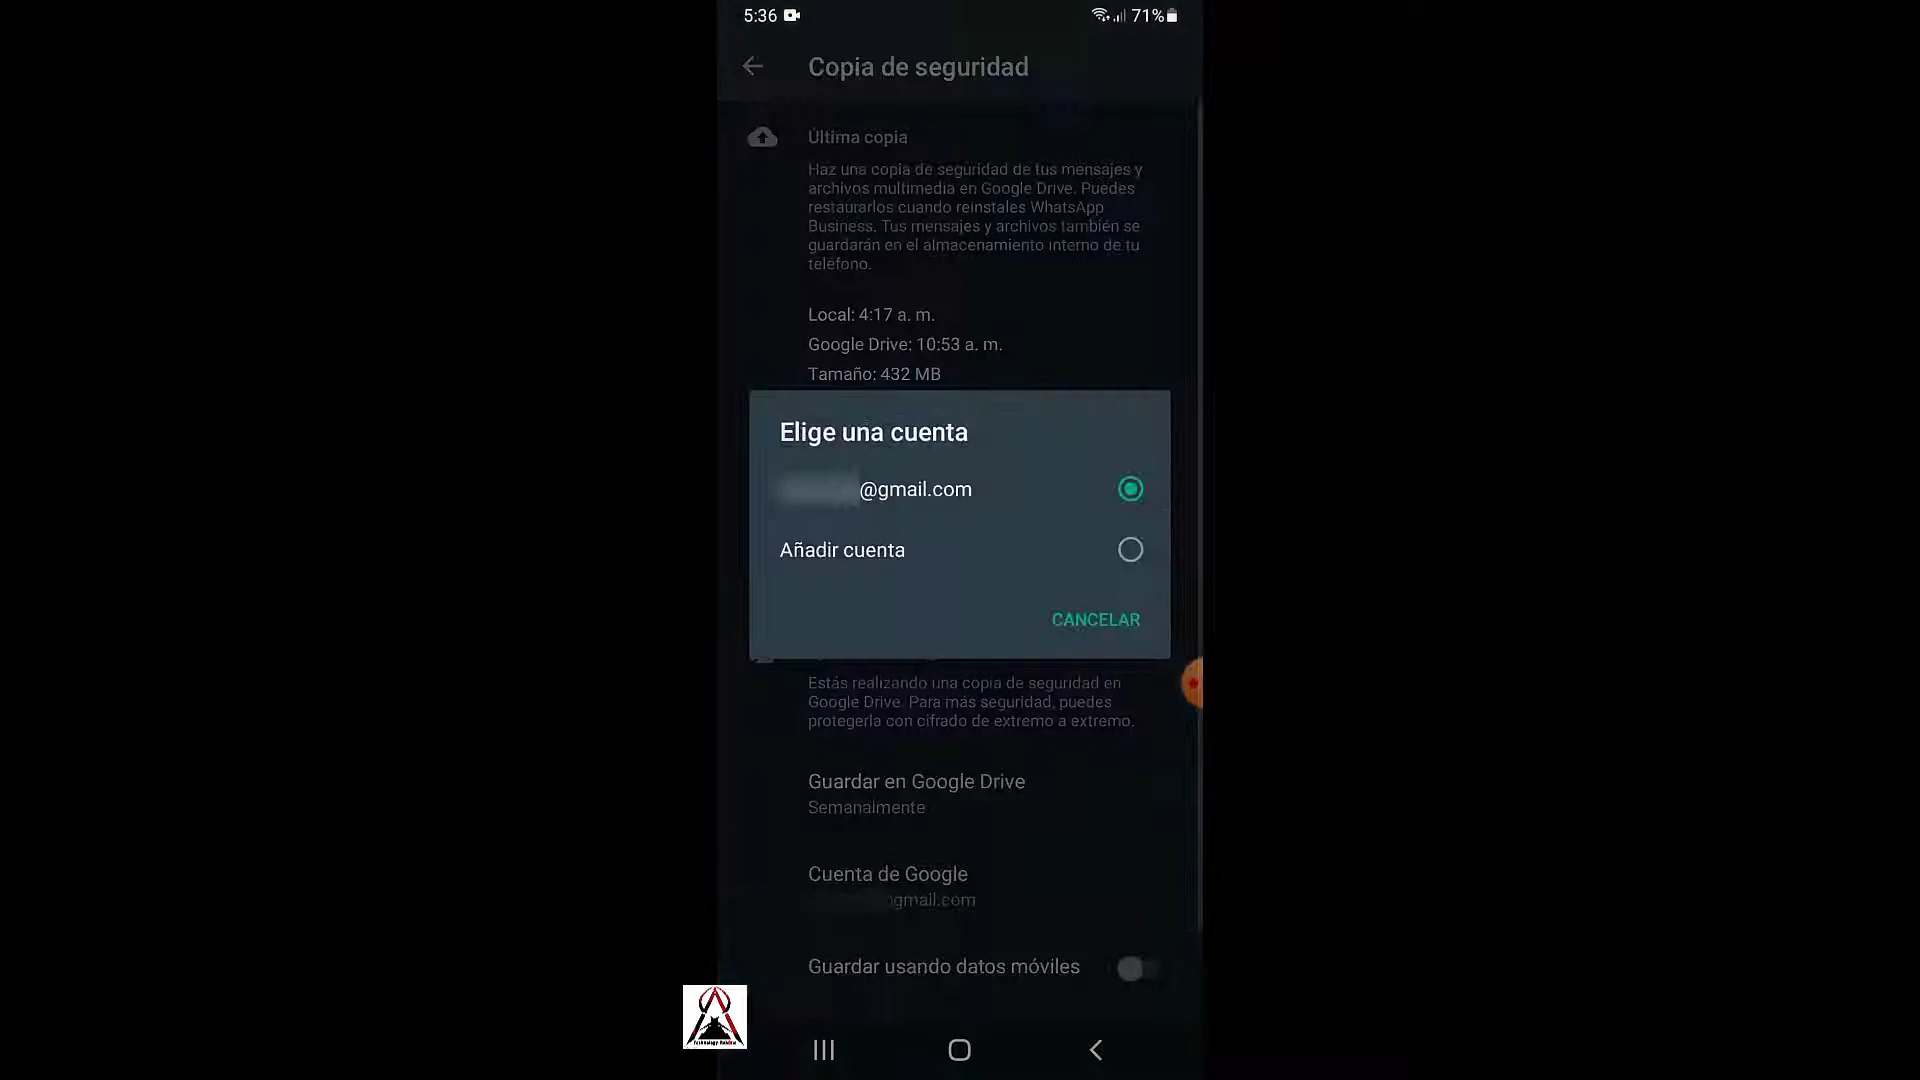 5:36
71%
Copia de seguridad
Última copia
Haz una copia de seguridad de tus mensajes y
archivos multimedia en Google Drive. Puedes
restaurarlos cuando reinstales WhatsApp
Business. Tus mensajes y archivos también se
guardarán en el almacenamiento interno de tu
teléfono.
Local: 4:17 a. m.
Google Drive: 10:53 a. m.
Tamaño: 432 MB
Elige una cuenta
@gmail.com
Añadir cuenta
CANCELAR
Estás realizando una copia de seguridad en
Google Drive. Para más seguridad, puedes
protegerla con cifrado de extremo a extremo.
Guardar en Google Drive
Semanalmente
Cuenta de Google
gmail.com
Guardar usando datos móviles